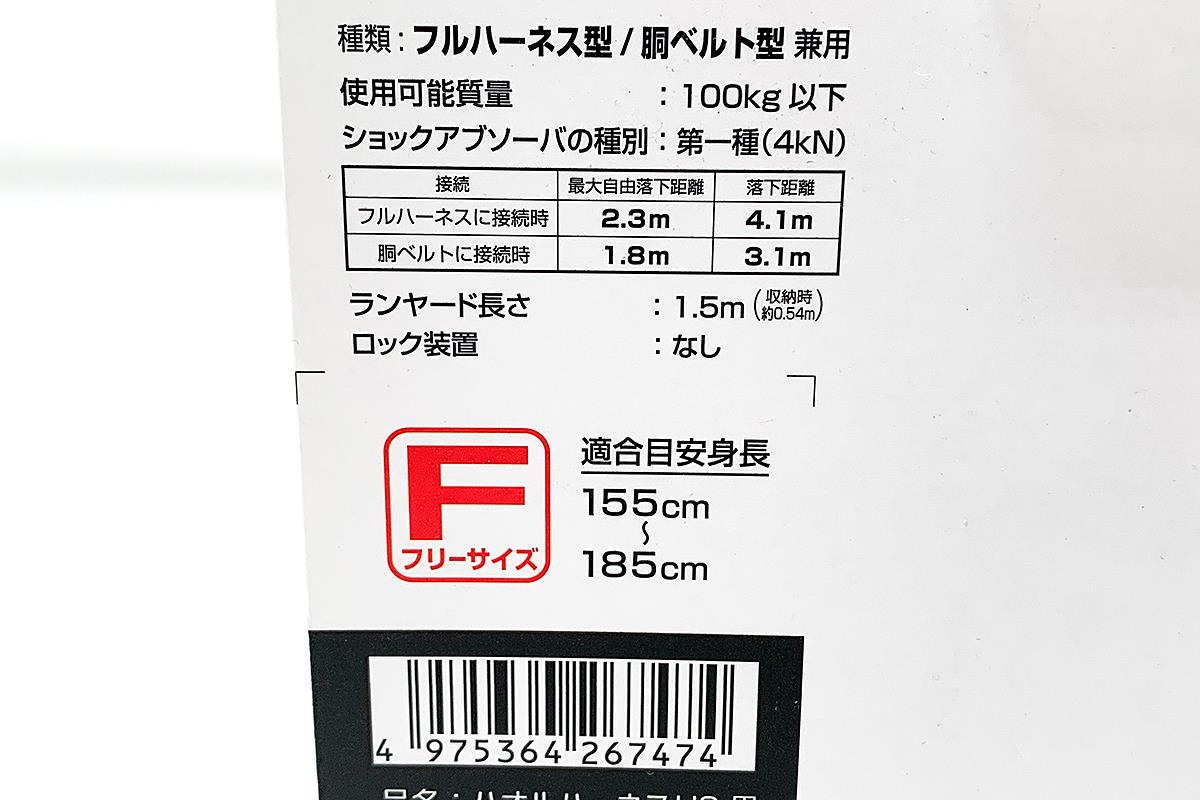 種類：フルハーネス型/胴ベルト型 兼用
使用可能質量 ：100kg 以下
ショックアブソーバの種別：第一種(4kN)
接続 最大自由落下距離 落下距離
フルハーネスに接続時 2.3m 4.1m
胴ベルトに接続時 1.8m 3.1m
ランヤード長さ ：1.5m (収納時 約0.54m)
ロック装置 ：なし
F
フリーサイズ
適合目安身長
155cm
～
185cm
4 975364 267474